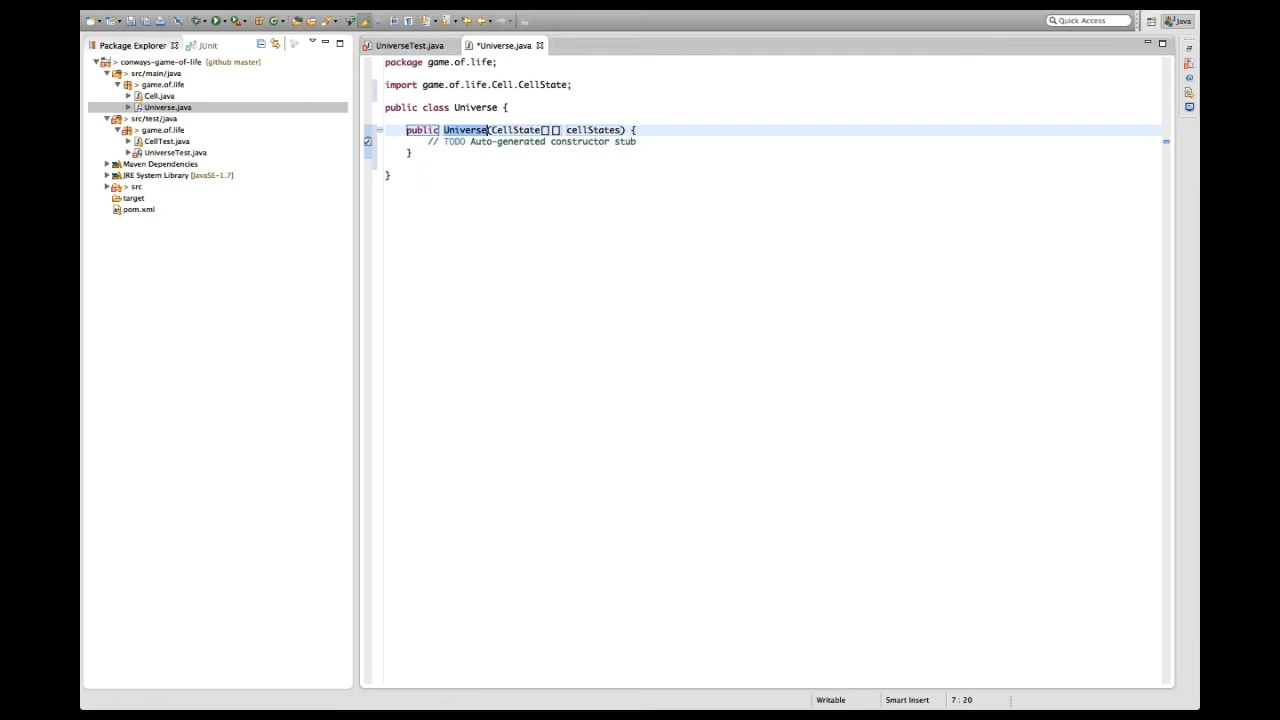 Quick Access
Java
Package Explorer
JUnit
UniverseTest.java
*Universe.java
> conways-game-of-life [github master]
> src/main/java
> game.of.life
Cell.java
Universe.java
> src/test/java
> game.of.life
CellTest.java
UniverseTest.java
Maven Dependencies
JRE System Library [JavaSE-1.7]
> src
target
pom.xml
package game.of.life;
import game.of.life.Cell.CellState;
public class Universe {
public Universe(CellState[][] cellStates) {
// TODO Auto-generated constructor stub
}
}
Writable
Smart Insert
7 : 20